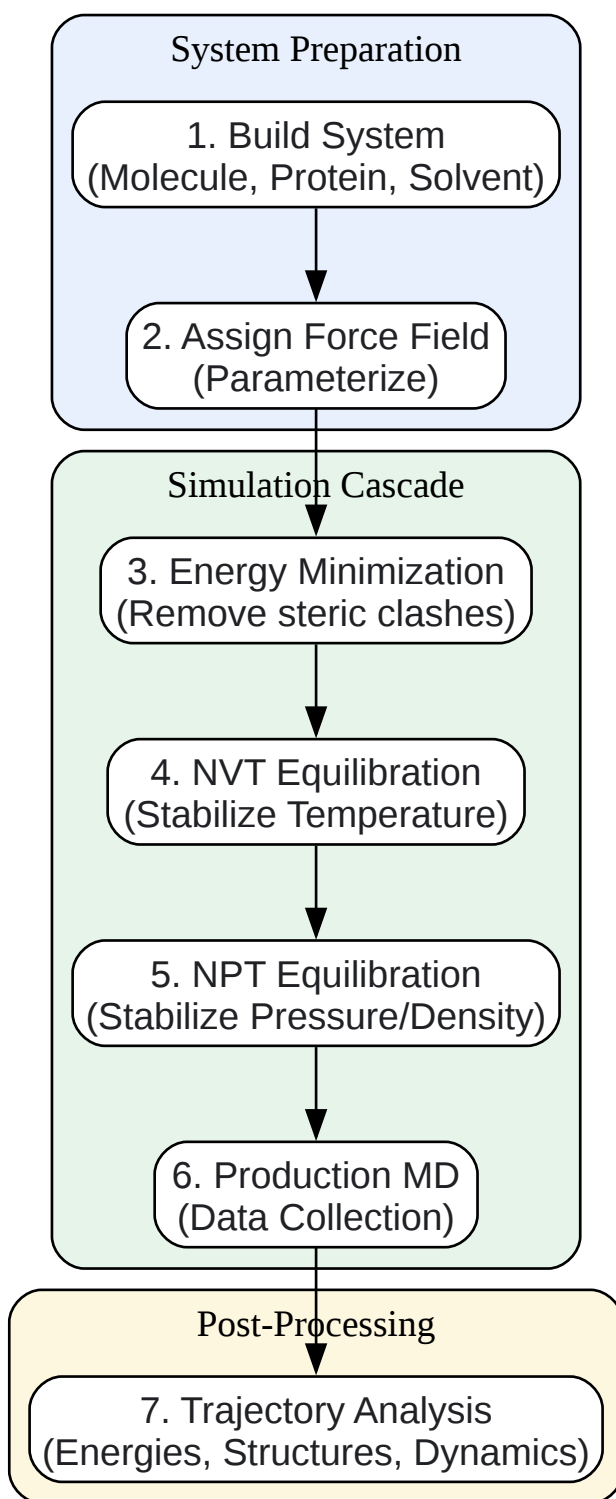 System Preparation
1. Build System
(Molecule, Protein, Solvent)
2. Assign Force Field
(Parameterize)
Simulation Cascade
3. Energy Minimization
(Remove steric clashes)
4. NVT Equilibration
(Stabilize Temperature)
5. NPT Equilibration
(Stabilize Pressure/Density)
6. Production MD
(Data Collection)
Post-Processing
7. Trajectory Analysis
(Energies, Structures, Dynamics)